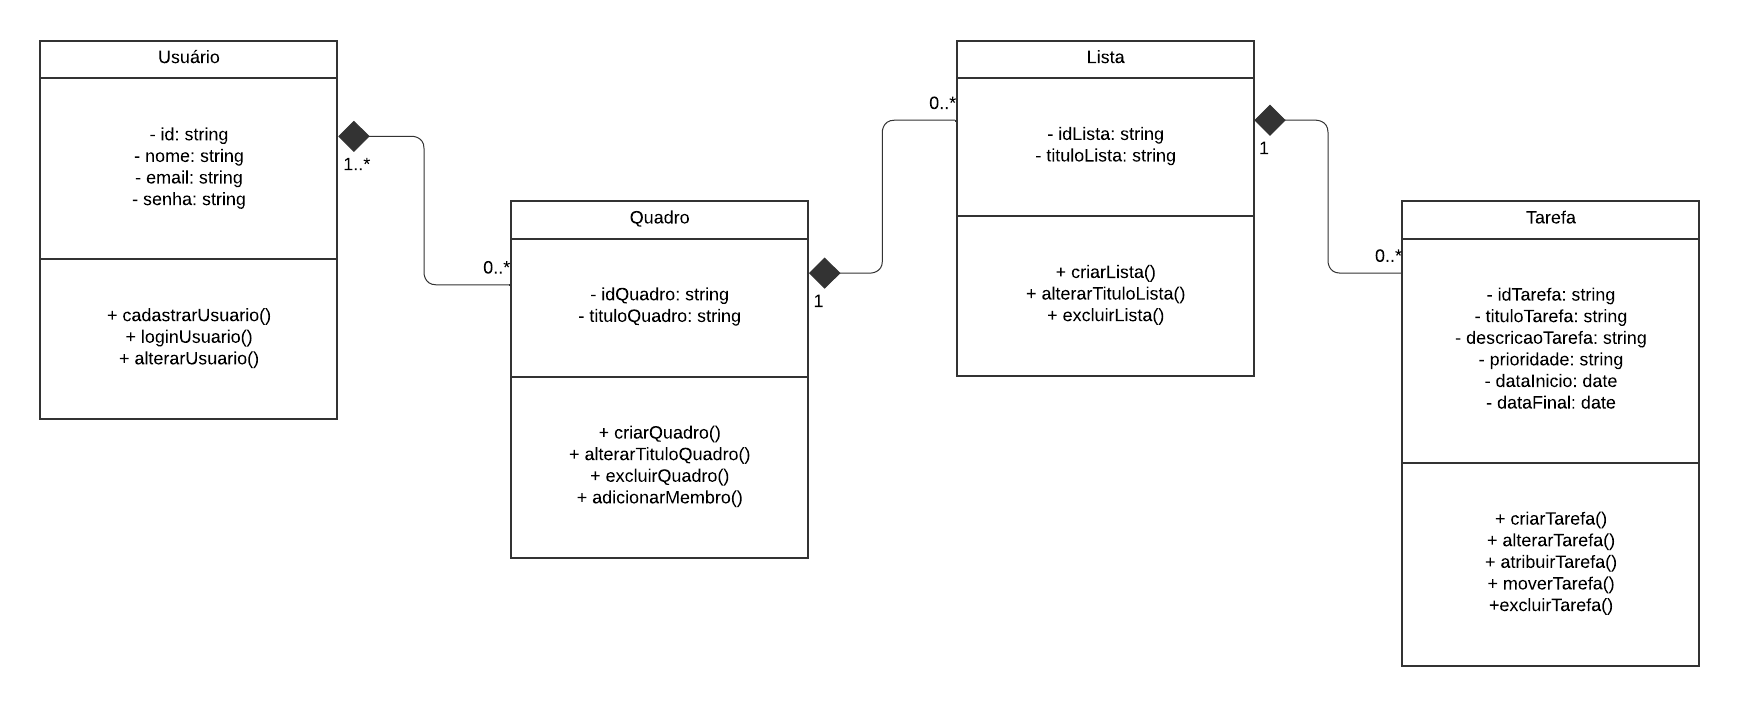 Usuário
- id: string
- nome: string
- email: string
- senha: string
+ cadastrarUsuario()
+ loginUsuario()
+ alterarUsuario()
1..*
0..*
Quadro
- idQuadro: string
- tituloQuadro: string
+ criarQuadro()
+ alterarTituloQuadro()
+ excluirQuadro()
+ adicionarMembro()
1
0..*
Lista
- idLista: string
- tituloLista: string
+ criarLista()
+ alterarTituloLista()
+ excluirLista()
1
0..*
Tarefa
- idTarefa: string
- tituloTarefa: string
- descricaoTarefa: string
- prioridade: string
- dataInicio: date
- dataFinal: date
+ criarTarefa()
+ alterarTarefa()
+ atribuirTarefa()
+ moverTarefa()
+excluirTarefa()